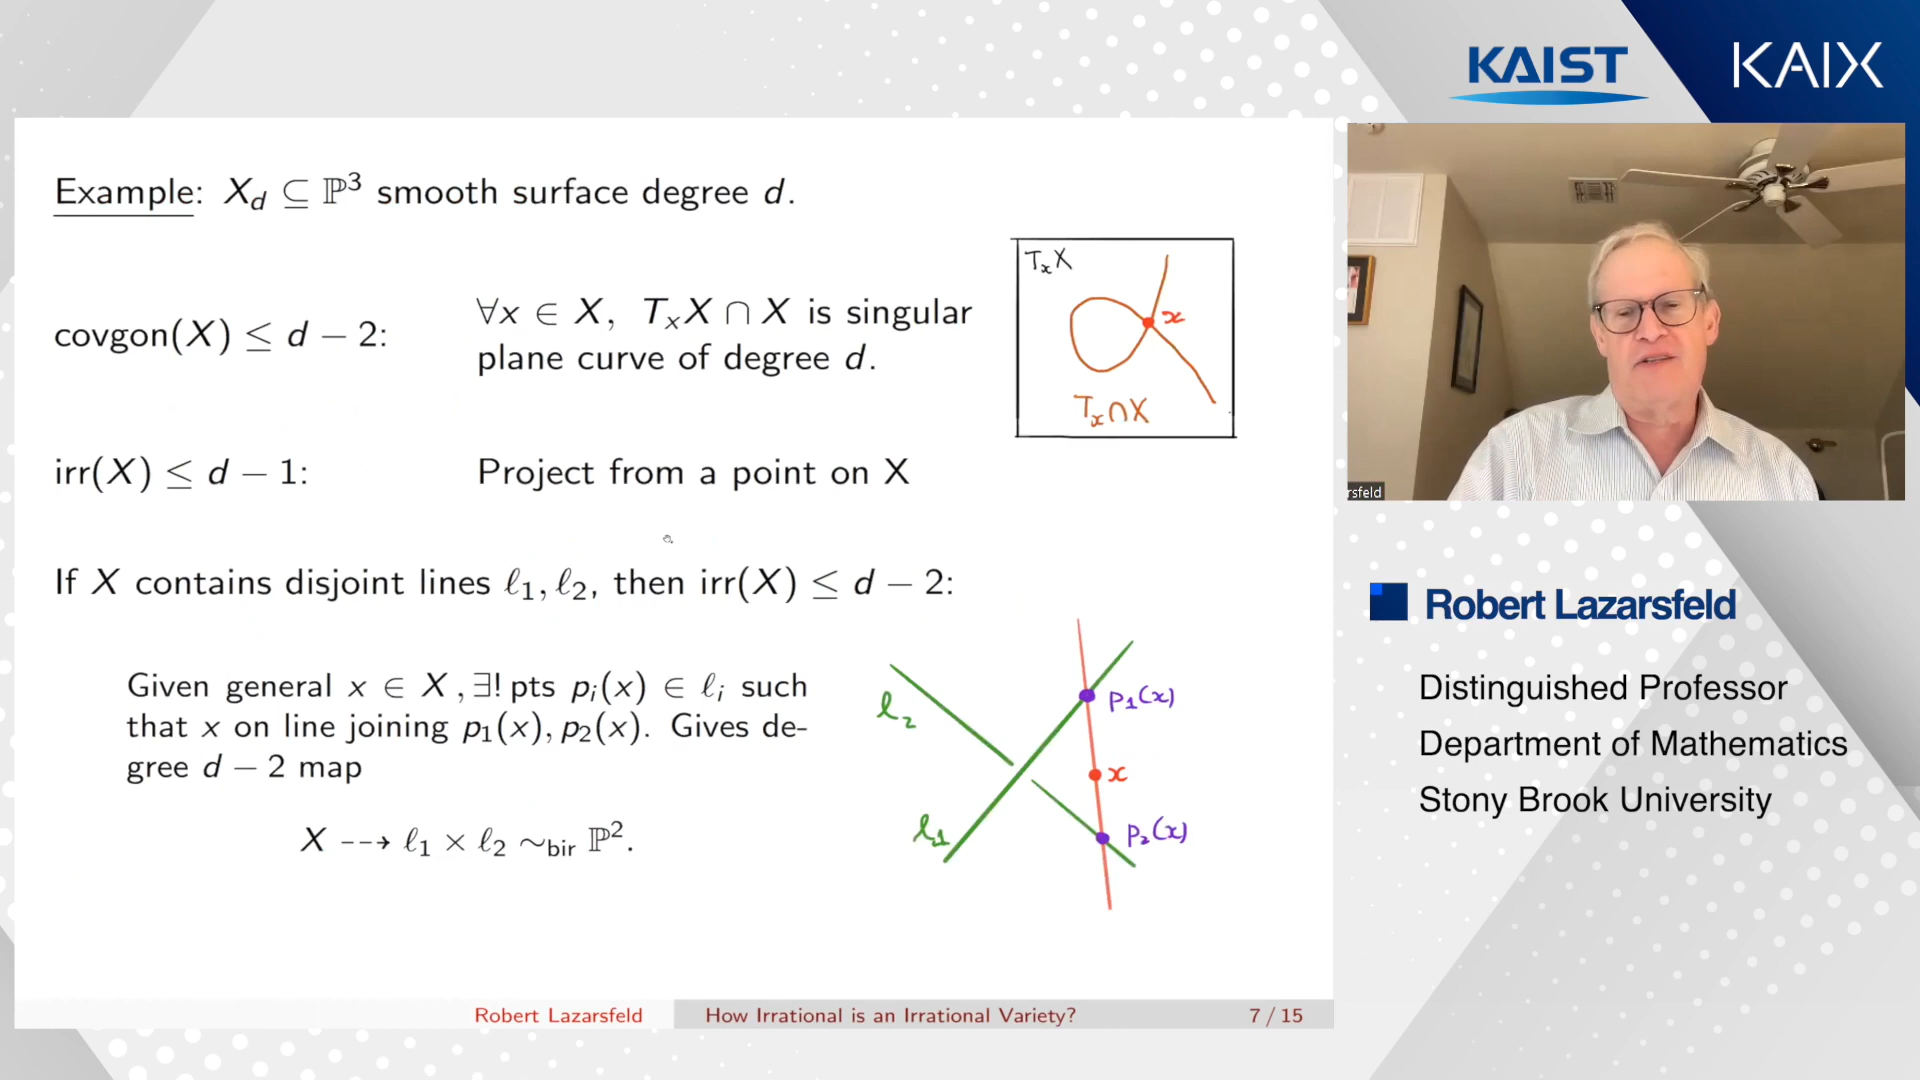 KAIST
KAIX
Example: X_d ⊆ ℙ³ smooth surface degree d.
covgon(X) ≤ d − 2:
∀x ∈ X, T_xX ∩ X is singular
plane curve of degree d.
T_xX
x
T_x∩X
irr(X) ≤ d − 1:
Project from a point on X
If X contains disjoint lines ℓ₁, ℓ₂, then irr(X) ≤ d − 2:
Given general x ∈ X, ∃! pts p_i(x) ∈ ℓ_i such
that x on line joining p₁(x), p₂(x). Gives de-
gree d − 2 map
X ⇢ ℓ₁ × ℓ₂ ∼_bir ℙ².
ℓ₂
ℓ₁
p₁(x)
x
p₂(x)
Robert Lazarsfeld
How Irrational is an Irrational Variety?
7 / 15
rsfeld
Robert Lazarsfeld
Distinguished Professor
Department of Mathematics
Stony Brook University